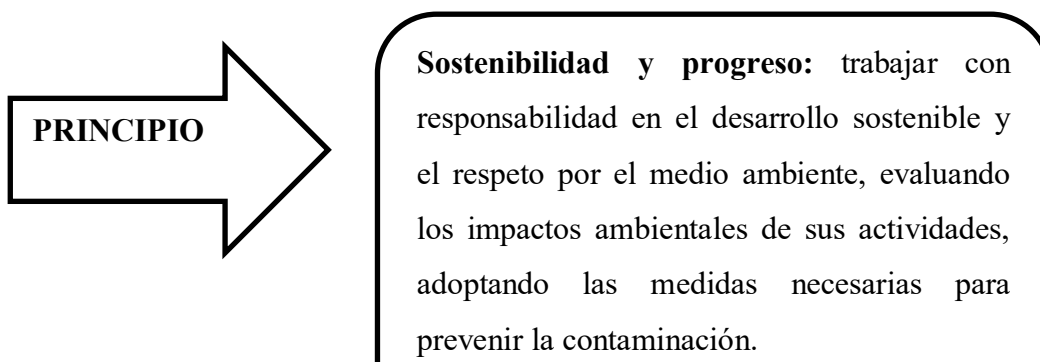 PRINCIPIO
Sostenibilidad y progreso: trabajar con
responsabilidad en el desarrollo sostenible y
el respeto por el medio ambiente, evaluando
los impactos ambientales de sus actividades,
adoptando las medidas necesarias para
prevenir la contaminación.